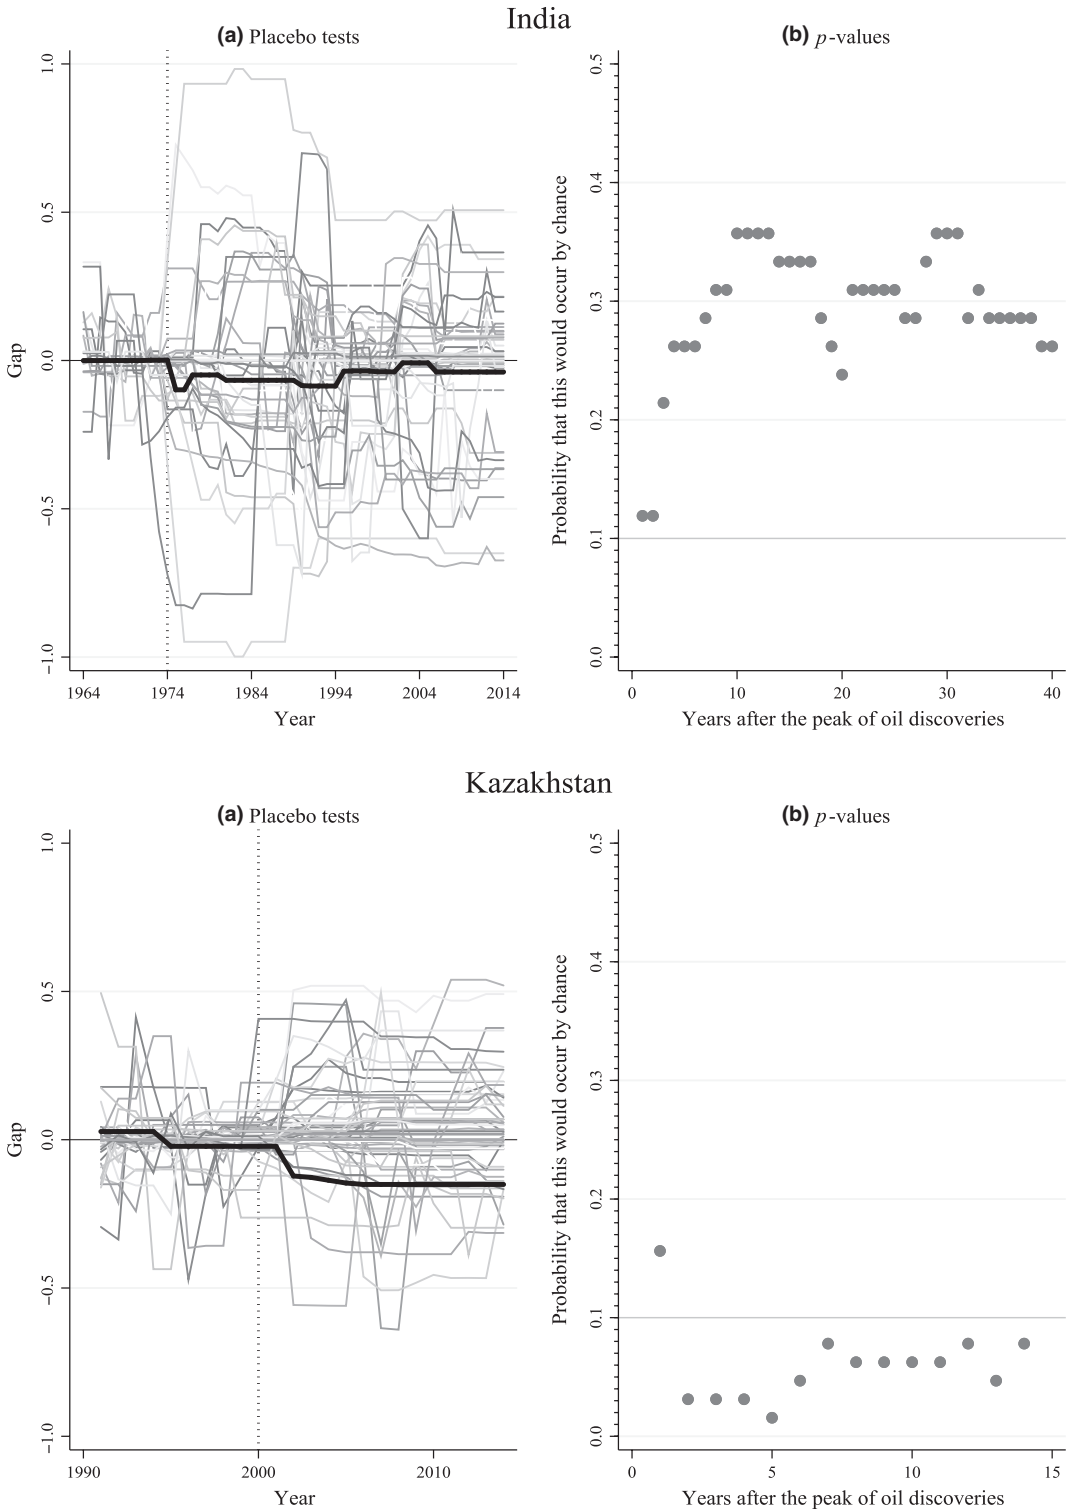 India
(a) Placebo tests
(b) p-values
1.0
0.5
0.0
−0.5
−1.0
Gap
1964 1974 1984 1994 2004 2014
Year
0.5
0.4
0.3
0.2
0.1
0.0
Probability that this would occur by chance
0 10 20 30 40
Years after the peak of oil discoveries
Kazakhstan
(a) Placebo tests
(b) p-values
1.0
0.5
0.0
−0.5
−1.0
Gap
1990 2000 2010
Year
0.5
0.4
0.3
0.2
0.1
0.0
Probability that this would occur by chance
0 5 10 15
Years after the peak of oil discoveries